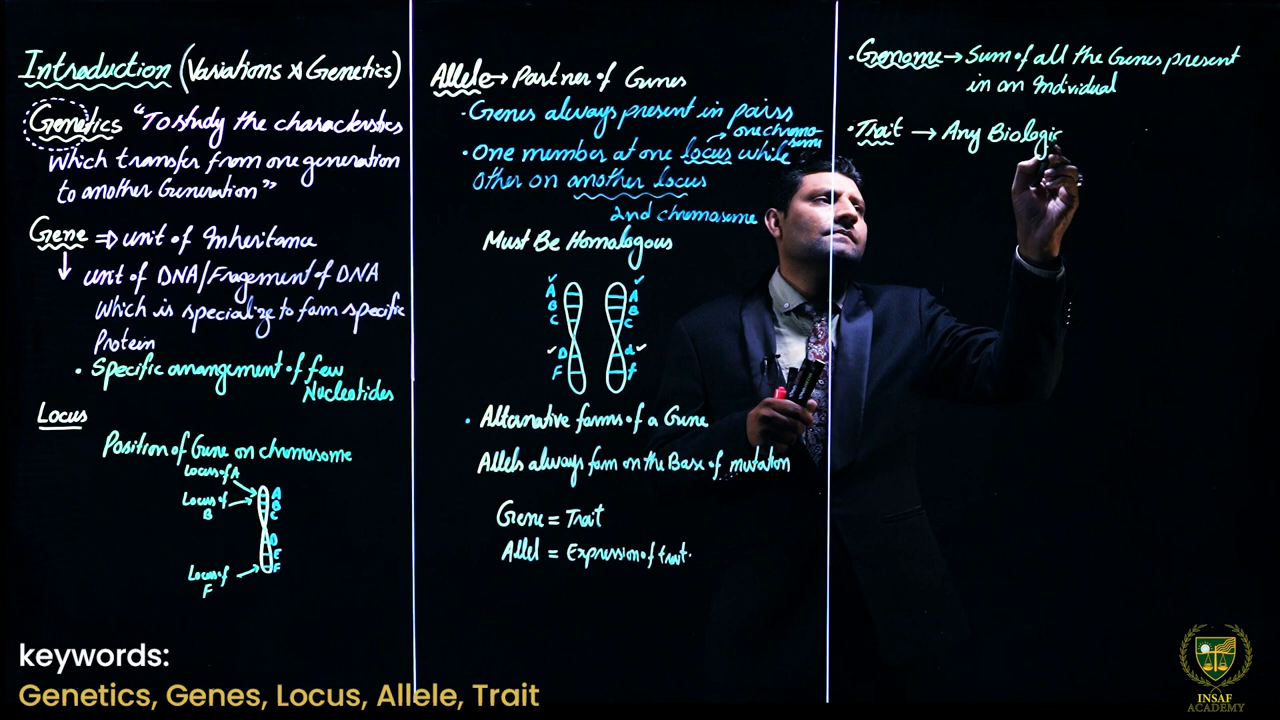 Introduction (Variations & Genetics)
Genetics "To study the characteristics
Which transfer from one generation
to another Generation"
Gene ⇒ unit of Inheritance
↓ unit of DNA/Fragement of DNA
Which is specialize to form specific
Protein
• Specific arrangement of few
Nucleotides
Locus
Position of Gene on chromosome
Locus of A
Locus of
B
A
B
C
D
E
F
Locus of
F
Allele → Partner of Genes
• Genes always present in pairss
→ one chromo-
some
• One member at one locus while
Other on another locus
2nd chromosome
Must Be Homalogous
✓ ✓
A A
B B
C C
✓D d✓
F f
• Alternative forms of a Gene
Allels always form on the Base of mutation
Gene = Trait
Allel = Expression of trait.
• Genome → Sum of all the Genes present
in an Individual
• Trait → Any Biologic
keywords:
Genetics, Genes, Locus, Allele, Trait
INSAF
ACADEMY